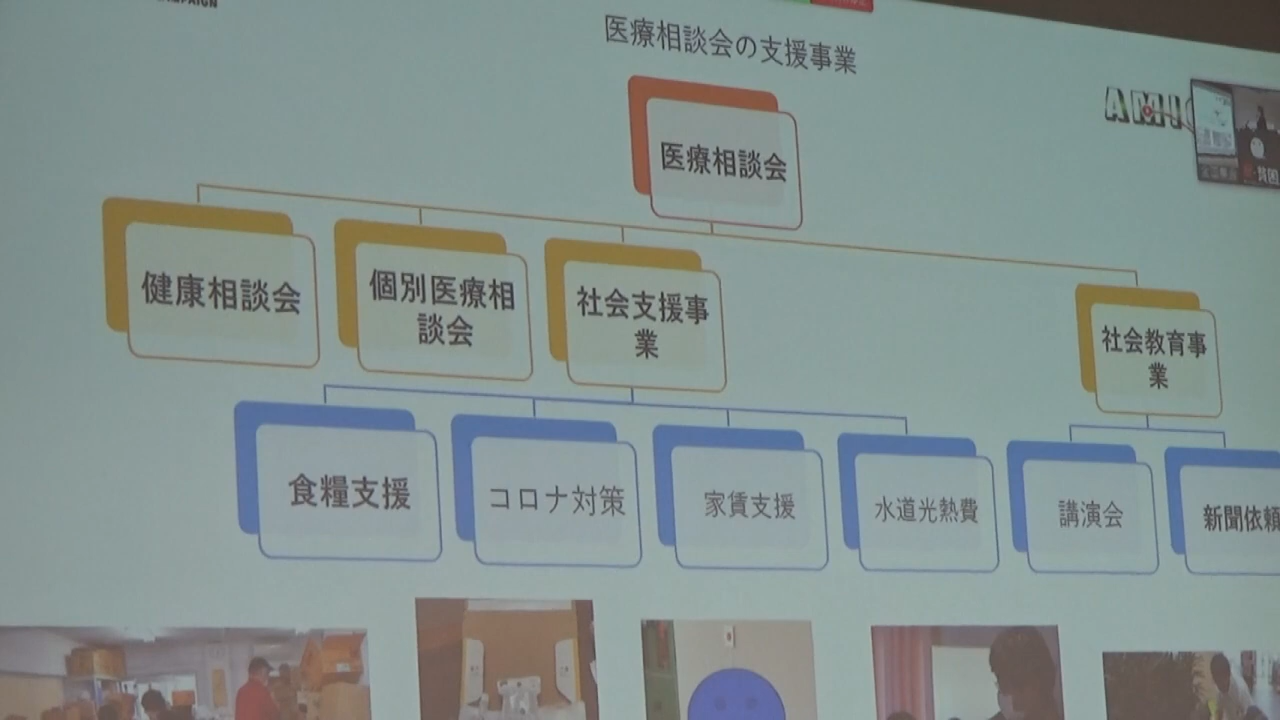 医療相談会の支援事業
医療相談会
健康相談会
個別医療相
談会
社会支援事
業
社会教育事
業
食糧支援
コロナ対策
家賃支援
水道光熱費
講演会
新聞依頼